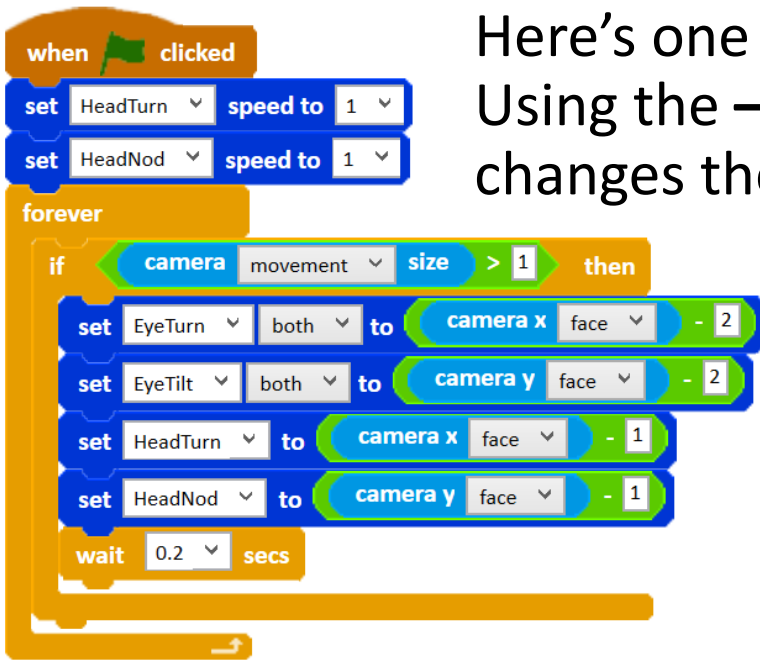 Here’s one
Using the –
changes the
when clicked
set HeadTurn speed to 1
set HeadNod speed to 1
forever
if camera movement size > 1 then
set EyeTurn both to camera x face - 2
set EyeTilt both to camera y face - 2
set HeadTurn to camera x face - 1
set HeadNod to camera y face - 1
wait 0.2 secs